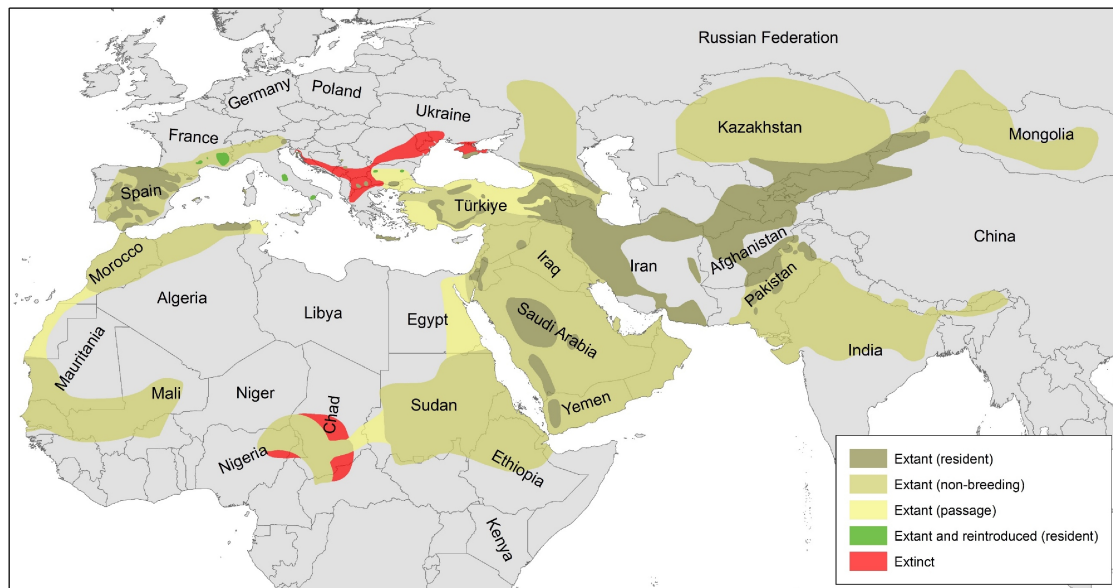 Russian Federation
Germany
Poland
Ukraine
France
Kazakhstan
Mongolia
Spain
Türkiye
China
Afghanistan
Iran
Iraq
Morocco
Pakistan
Algeria
Libya
Egypt
Saudi Arabia
India
Mauritania
Mali
Niger
Chad
Sudan
Yemen
Nigeria
Ethiopia
Kenya
Extant (resident)
Extant (non-breeding)
Extant (passage)
Extant and reintroduced (resident)
Extinct